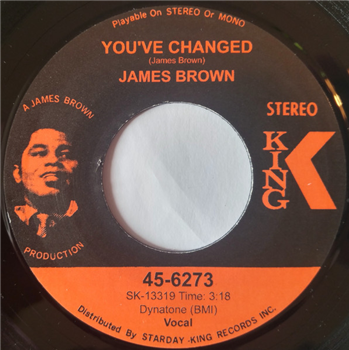 Playable On STEREO Or MONO
YOU'VE CHANGED
(James Brown)
JAMES BROWN
A JAMES BROWN
PRODUCTION
STEREO
KING
45-6273
SK-13319 Time: 3:18
Dynatone (BMI)
Vocal
Distributed By STARDAY-KING RECORDS INC.